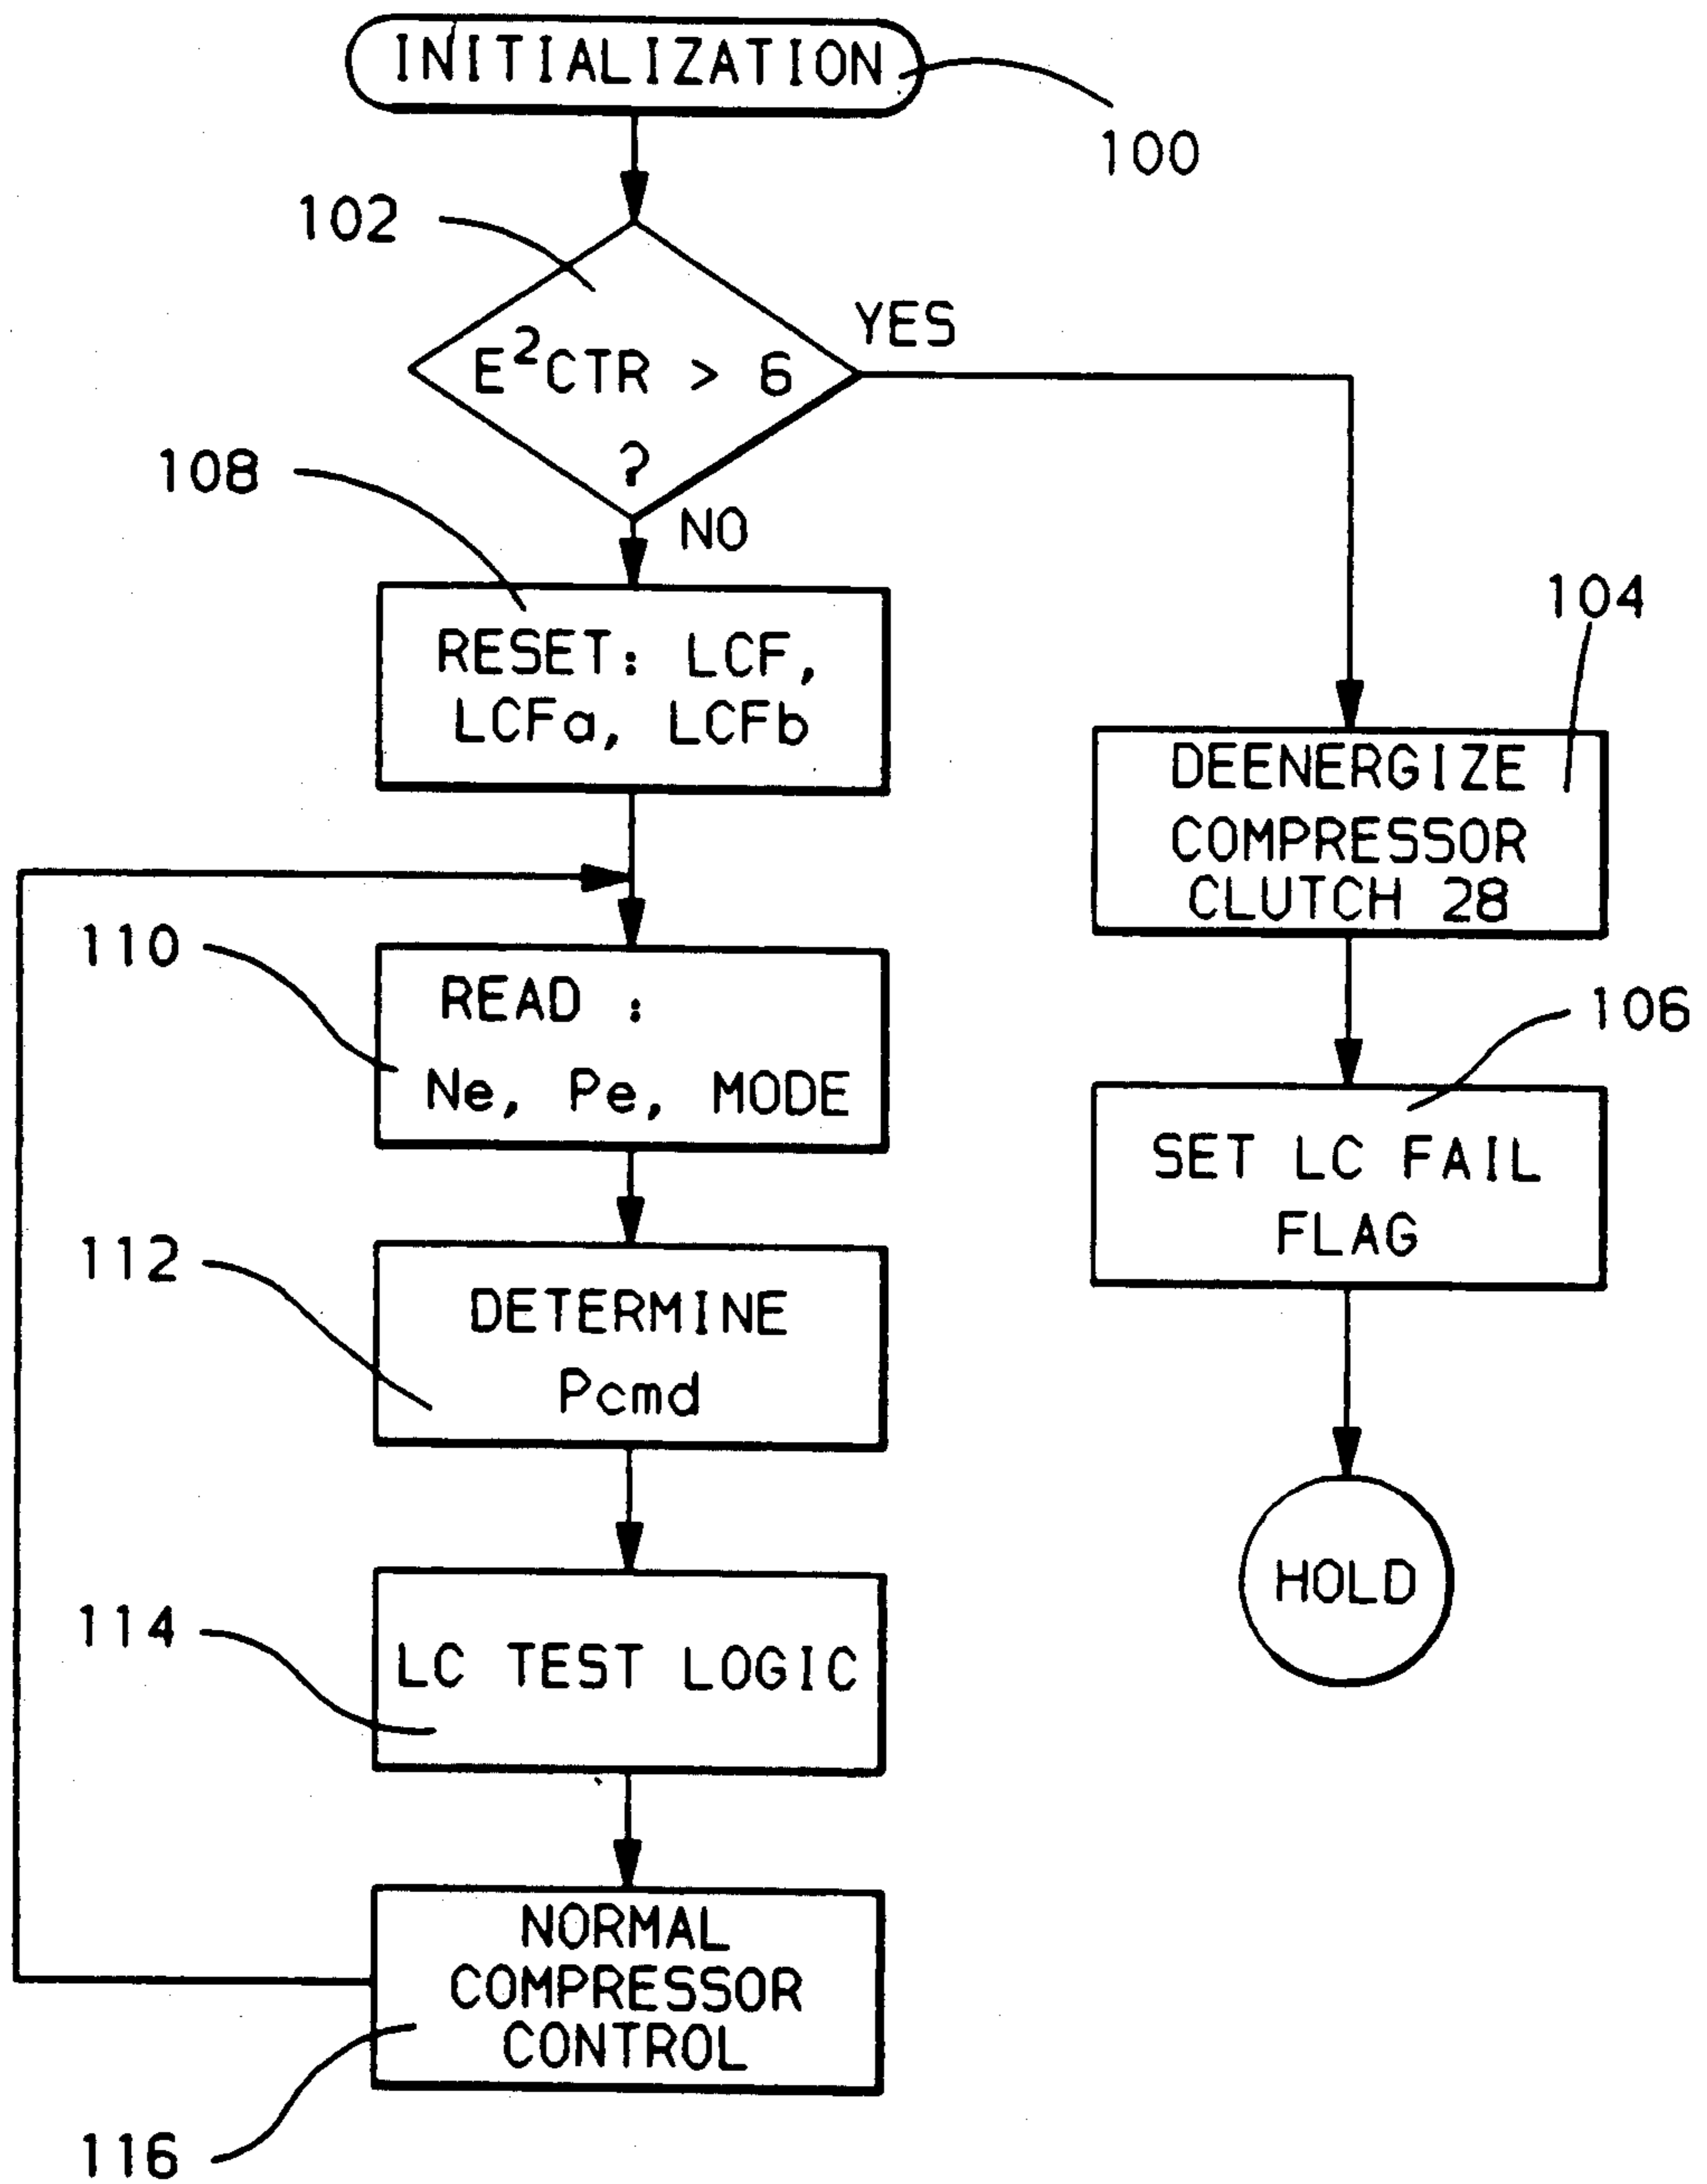 INITIALIZATION
100
102
E²CTR > 6
?
YES
NO
108
RESET: LCF,
LCFa, LCFb
104
DEENERGIZE
COMPRESSOR
CLUTCH 28
110
READ :
Ne, Pe, MODE
106
SET LC FAIL
FLAG
112
DETERMINE
Pcmd
HOLD
114
LC TEST LOGIC
NORMAL
COMPRESSOR
CONTROL
116